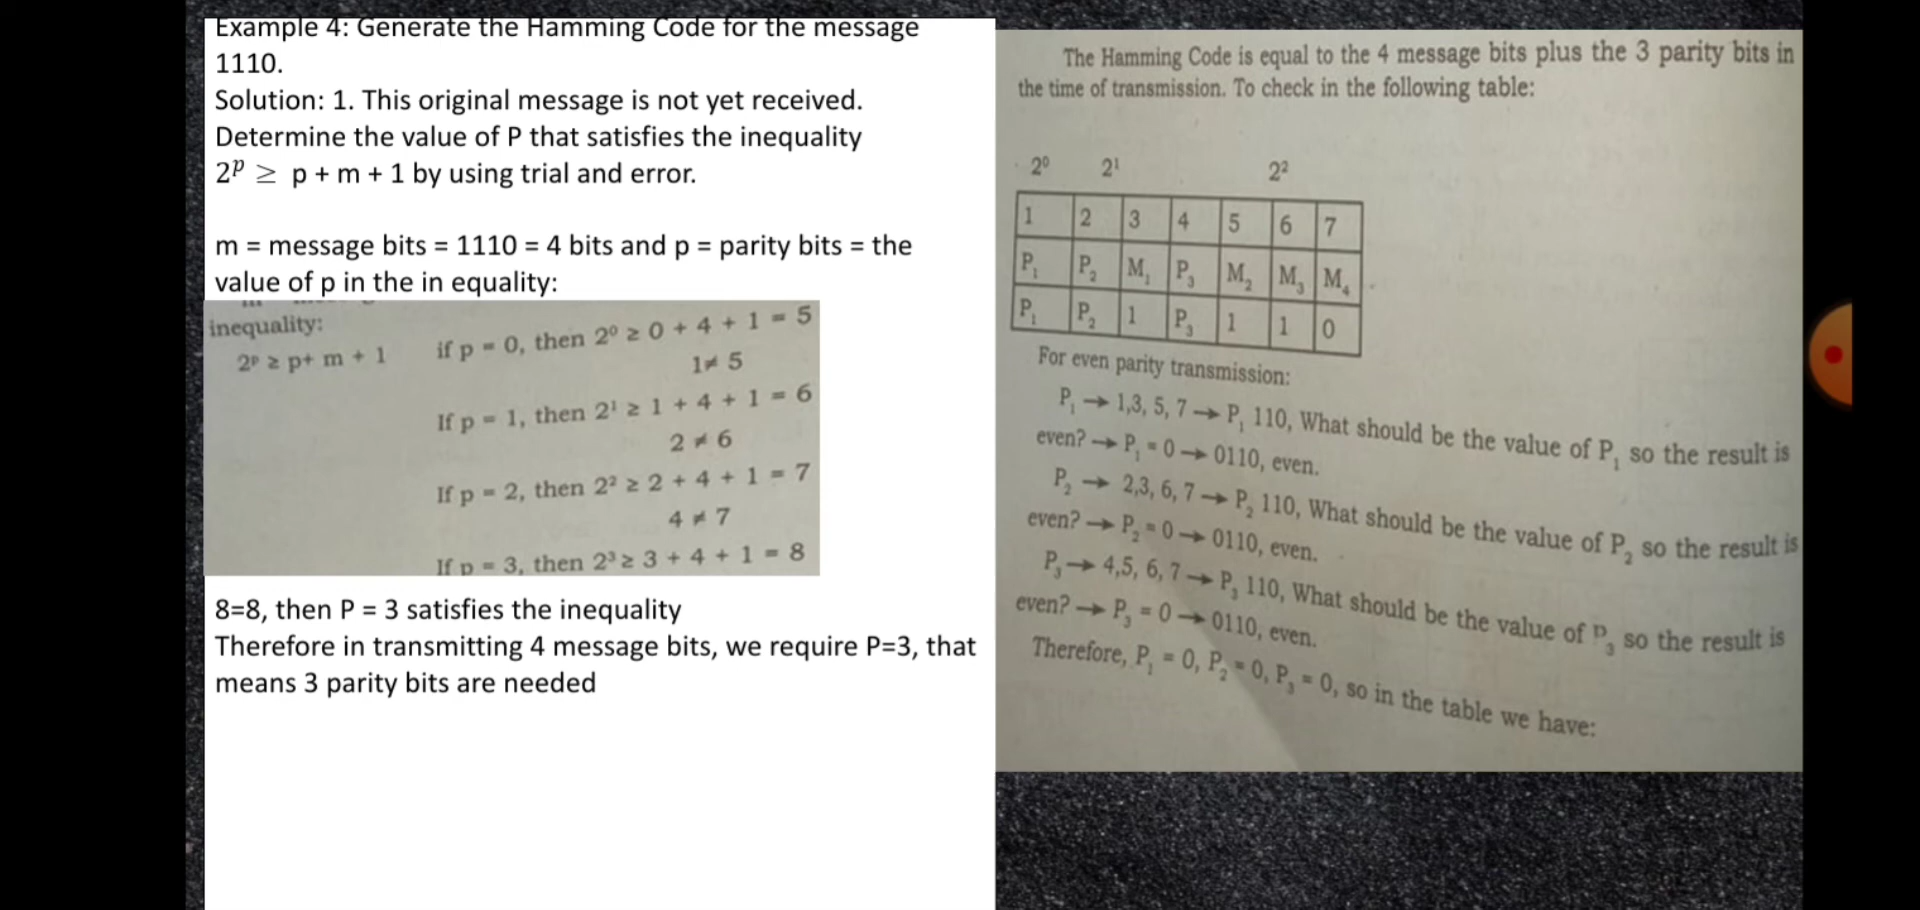 Example 4: Generate the Hamming Code for the message
1110.
Solution: 1. This original message is not yet received.
Determine the value of P that satisfies the inequality
2ᵖ ≥ p + m + 1 by using trial and error.
m = message bits = 1110 = 4 bits and p = parity bits = the
value of p in the in equality:
inequality:
2ᵖ ≥ p+ m + 1 if p = 0, then 2⁰ ≥ 0 + 4 + 1 = 5
1≠ 5
If p = 1, then 2¹ ≥ 1 + 4 + 1 = 6
2 ≠ 6
If p = 2, then 2² ≥ 2 + 4 + 1 = 7
4 ≠ 7
If p = 3, then 2³ ≥ 3 + 4 + 1 = 8
8=8, then P = 3 satisfies the inequality
Therefore in transmitting 4 message bits, we require P=3, that
means 3 parity bits are needed
The Hamming Code is equal to the 4 message bits plus the 3 parity bits in
the time of transmission. To check in the following table:
2⁰ 2¹ 2²
1 2 3 4 5 6 7
P₁ P₂ M₁ P₃ M₂ M₃ M₄
P₁ P₂ 1 P₃ 1 1 0
For even parity transmission:
P₁ → 1,3, 5, 7 → P₁ 110, What should be the value of P₁ so the result is
even? → P₁ = 0 → 0110, even.
P₂ → 2,3, 6, 7 → P₂ 110, What should be the value of P₂ so the result is
even? → P₂ = 0 → 0110, even.
P₃ → 4,5, 6, 7 → P₃ 110, What should be the value of P₃ so the result is
even? → P₃ = 0 → 0110, even.
Therefore, P₁ = 0, P₂ = 0, P₃ = 0, so in the table we have: